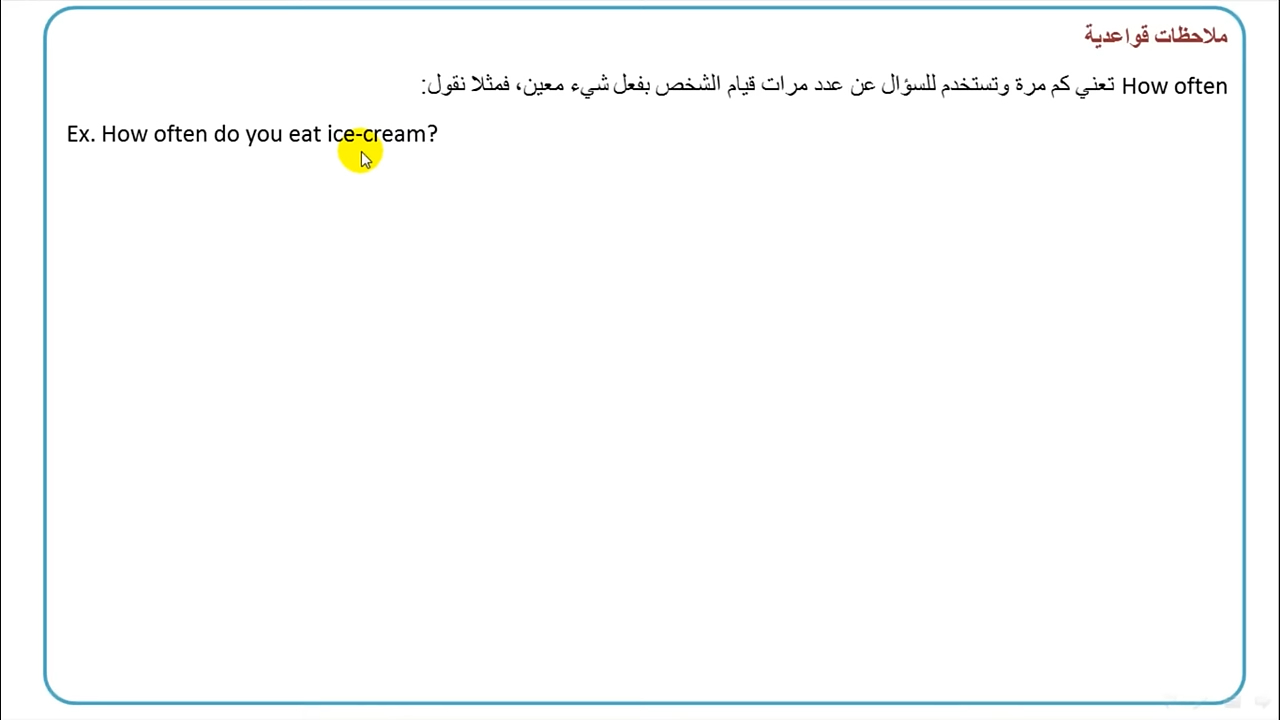 ملاحظات قواعدية
How often تعني كم مرة وتستخدم للسؤال عن عدد مرات قيام الشخص بفعل شيء معين، فمثلا نقول:
Ex. How often do you eat ice-cream?